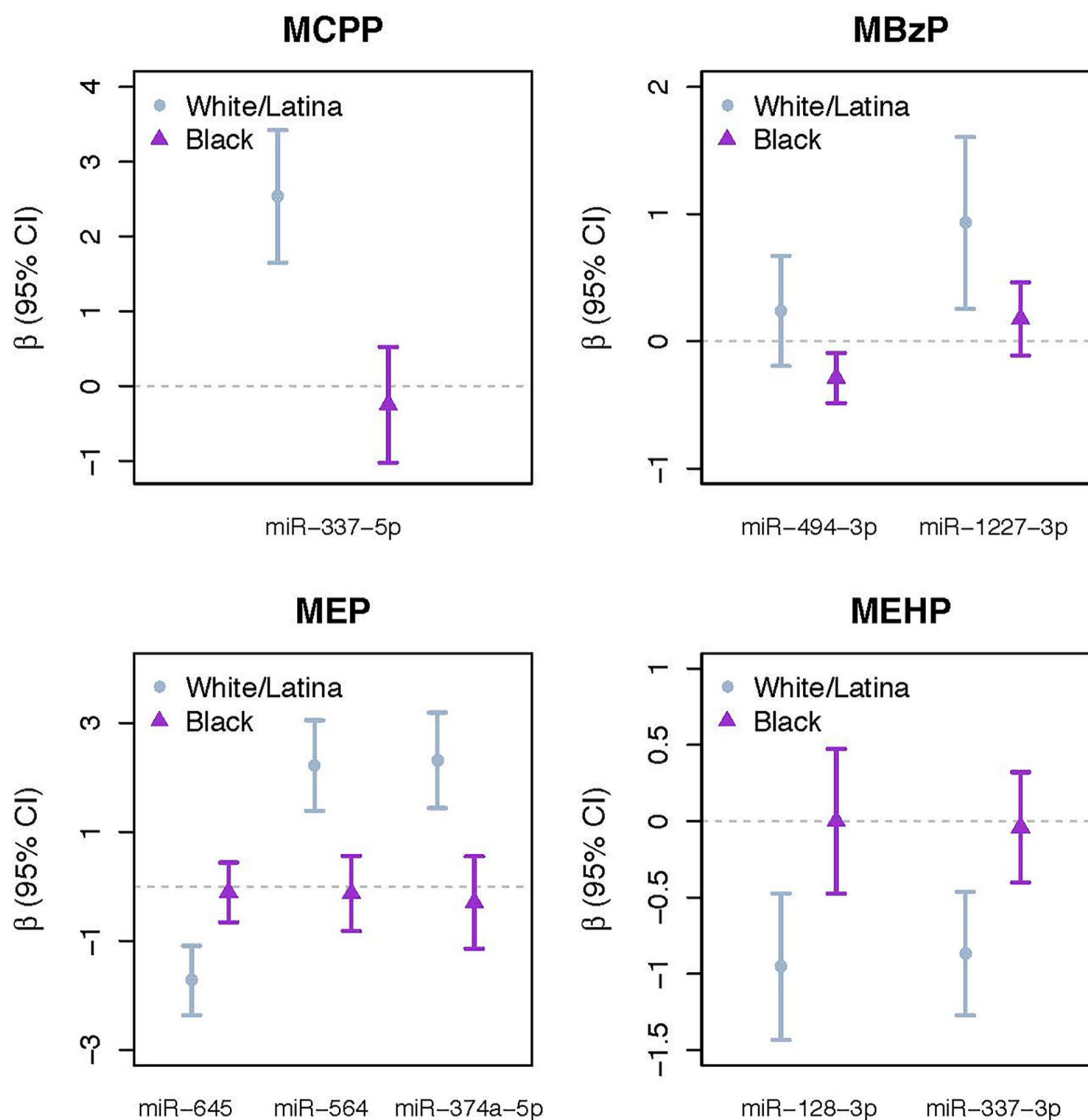 MCPP
White/Latina
Black
4
3
2
1
0
−1
β (95% CI)
miR−337−5p
MBzP
White/Latina
Black
2
1
0
−1
β (95% CI)
miR−494−3p miR−1227−3p
MEP
White/Latina
Black
3
1
−1
−3
β (95% CI)
miR−645 miR−564 miR−374a−5p
MEHP
White/Latina
Black
1
0.5
0
−0.5
−1
−1.5
β (95% CI)
miR−128−3p miR−337−3p